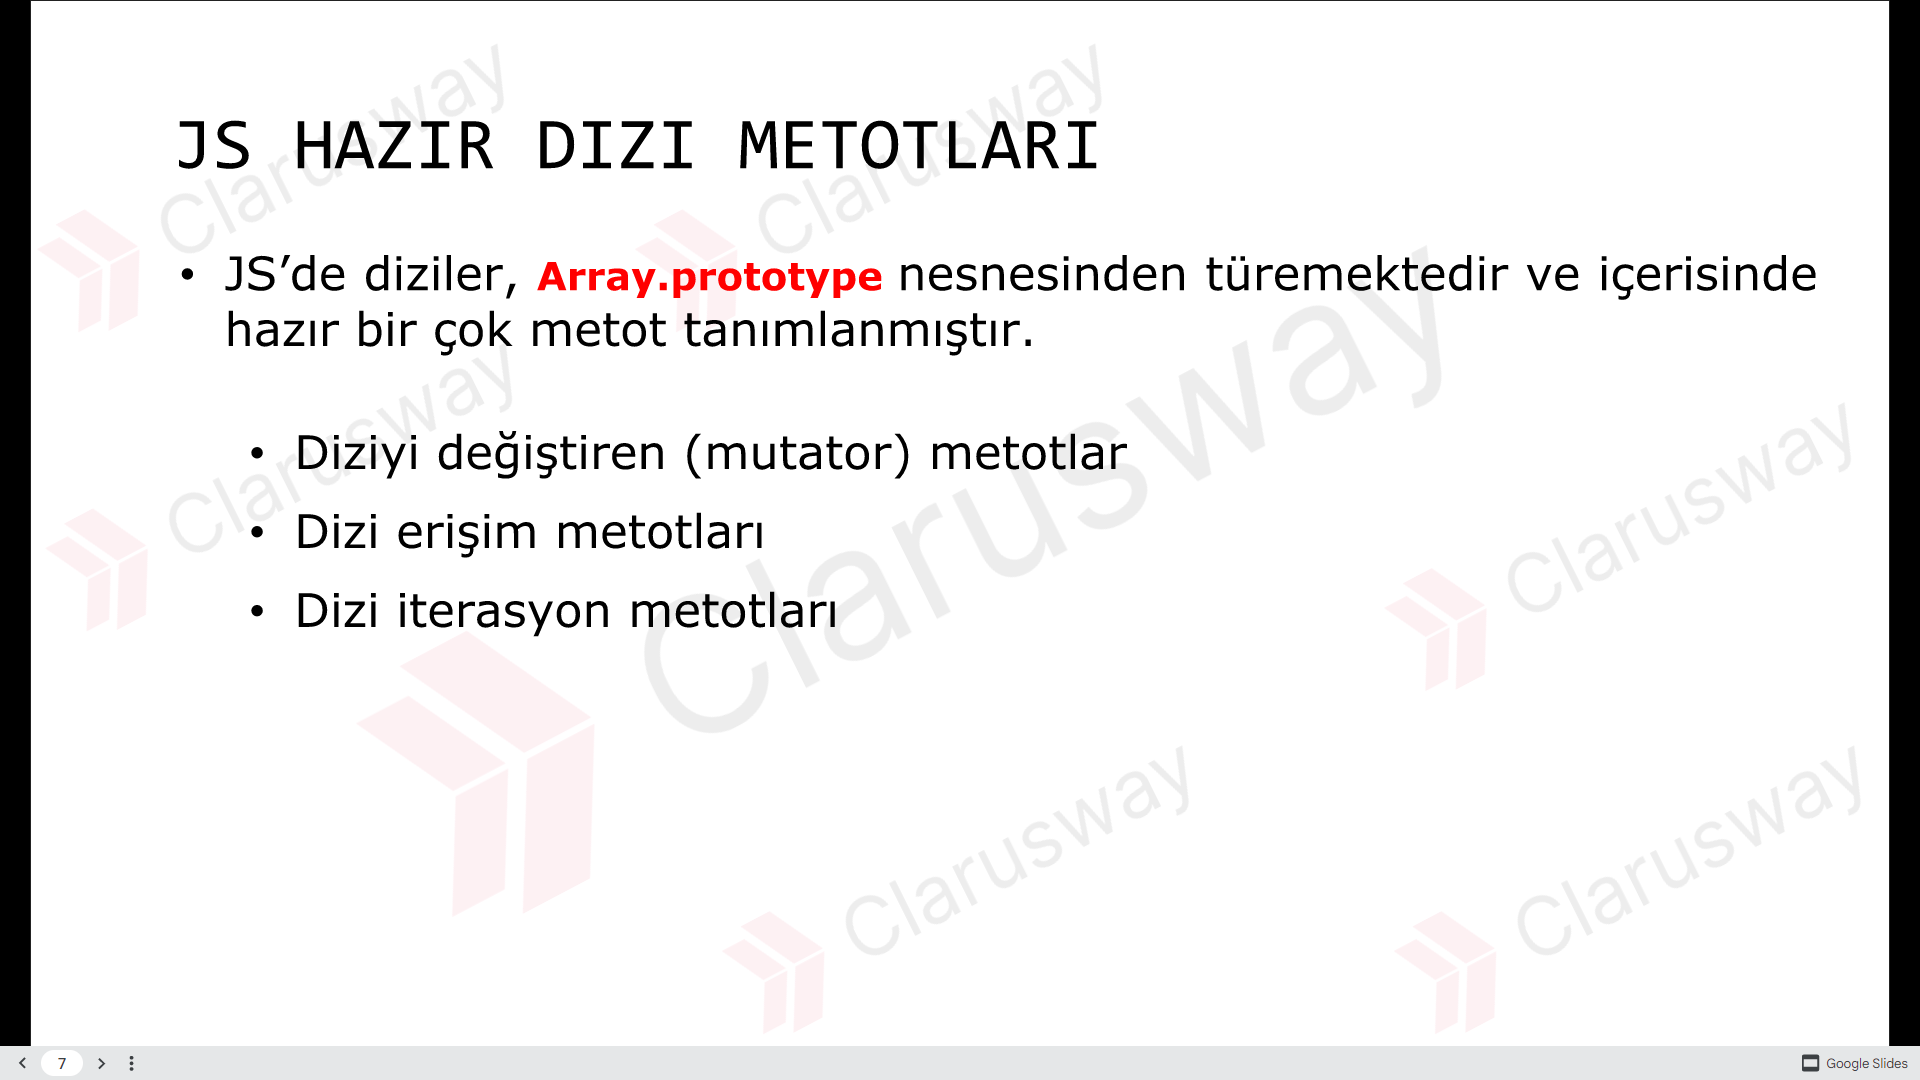 JS HAZIR DIZI METOTLARI
• JS’de diziler, Array.prototype nesnesinden türemektedir ve içerisinde
hazır bir çok metot tanımlanmıştır.
• Diziyi değiştiren (mutator) metotlar
• Dizi erişim metotları
• Dizi iterasyon metotları
Clarusway
Clarusway
Clarusway
Clarusway
Clarusway
Clarusway
Clarusway
7
Google Slides